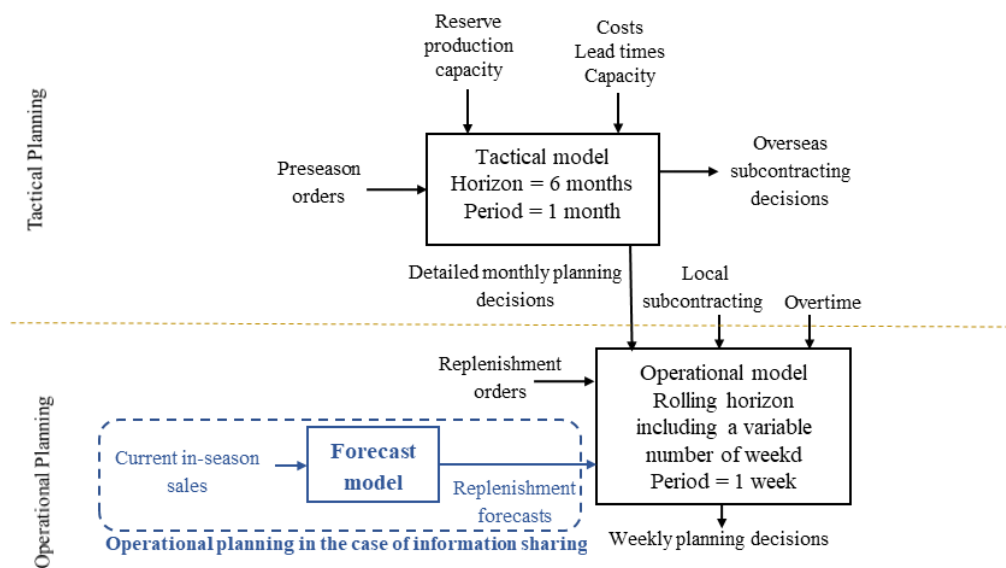 Tactical Planning
Reserve
production
capacity
Costs
Lead times
Capacity
Preseason
orders
Tactical model
Horizon = 6 months
Period = 1 month
Overseas
subcontracting
decisions
Detailed monthly planning
decisions
Local
subcontracting
Overtime
Operational Planning
Replenishment
orders
Operational model
Rolling horizon
including a variable
number of weekd
Period = 1 week
Current in-season
sales
Forecast
model
Replenishment
forecasts
Operational planning in the case of information sharing
Weekly planning decisions